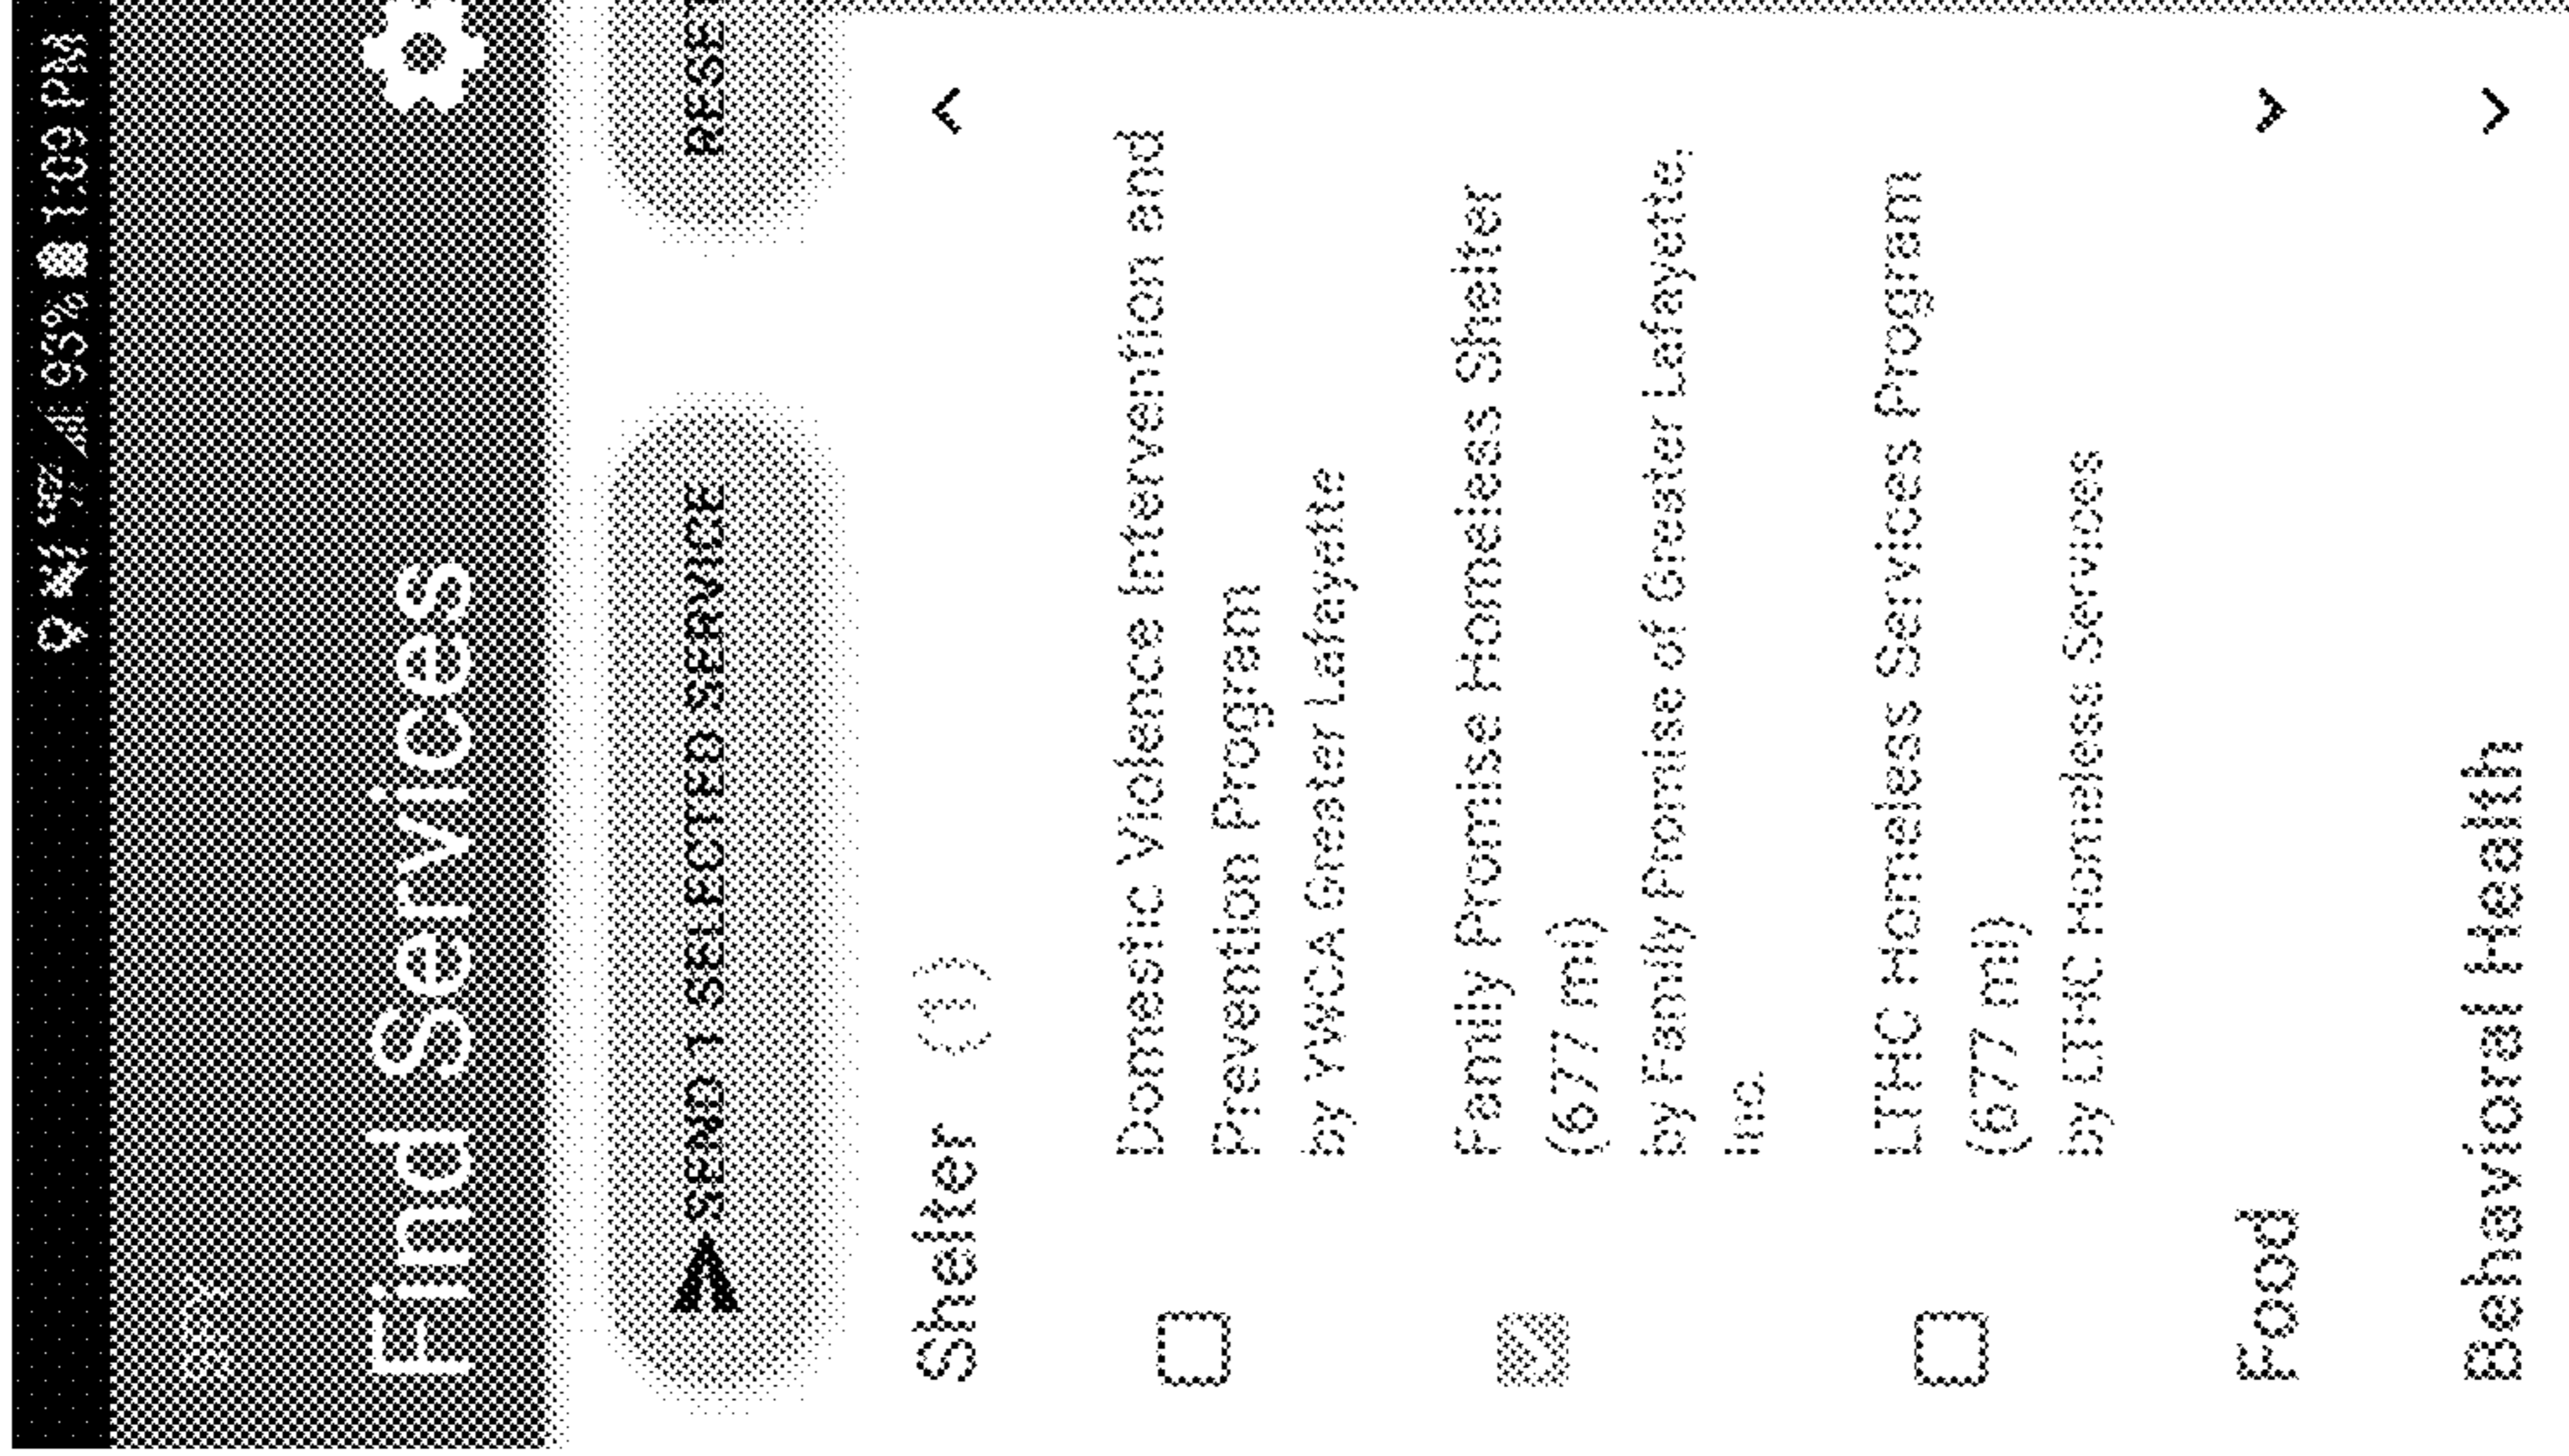 93% 1:09 PM
Find Services
SEND 1 SELECTED SERVICE
RESET
Shelter (1)
Domestic Violence Intervention and
Prevention Program
by YWCA Greater Lafayette
Family Promise Homeless Shelter
(677 mi)
by Family Promise of Greater Lafayette,
Inc.
LTHC Homeless Services Program
(677 mi)
by LTHC Homeless Services
Food
Behavioral Health